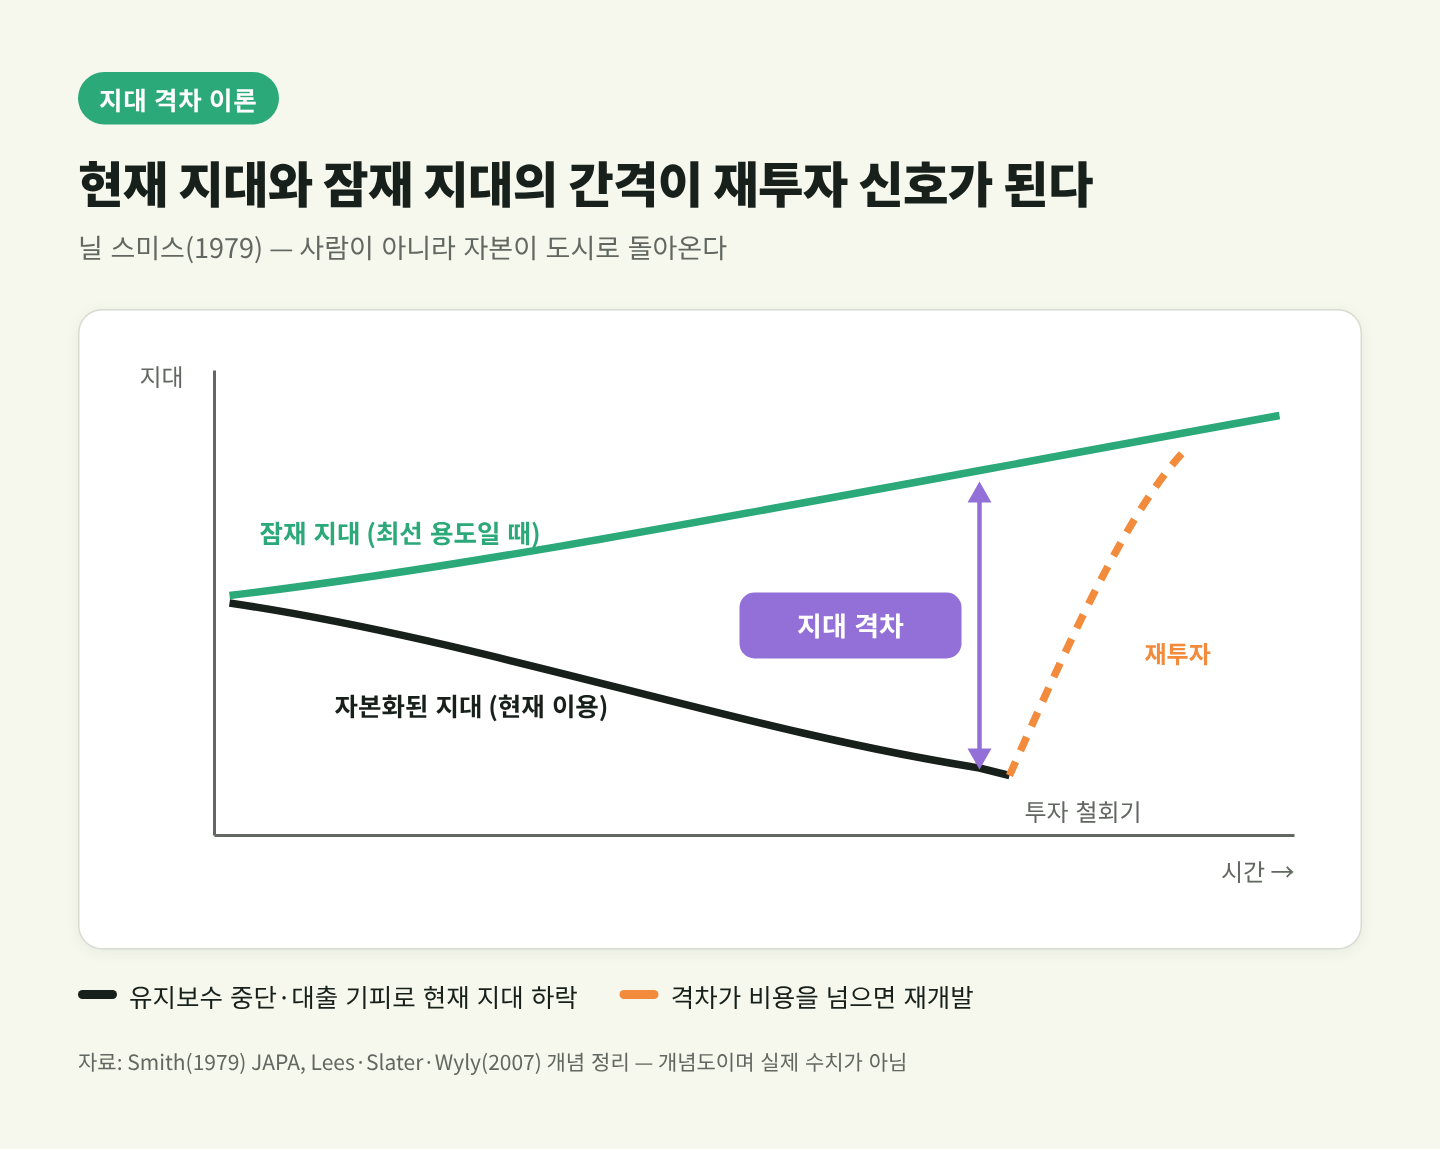 지대 격차 이론
현재 지대와 잠재 지대의 간격이 재투자 신호가 된다
닐 스미스(1979) — 사람이 아니라 자본이 도시로 돌아온다
지대
잠재 지대 (최선 용도일 때)
지대 격차
재투자
자본화된 지대 (현재 이용)
투자 철회기
시간 →
유지보수 중단·대출 기피로 현재 지대 하락
격차가 비용을 넘으면 재개발
자료: Smith(1979) JAPA, Lees·Slater·Wyly(2007) 개념 정리 — 개념도이며 실제 수치가 아님